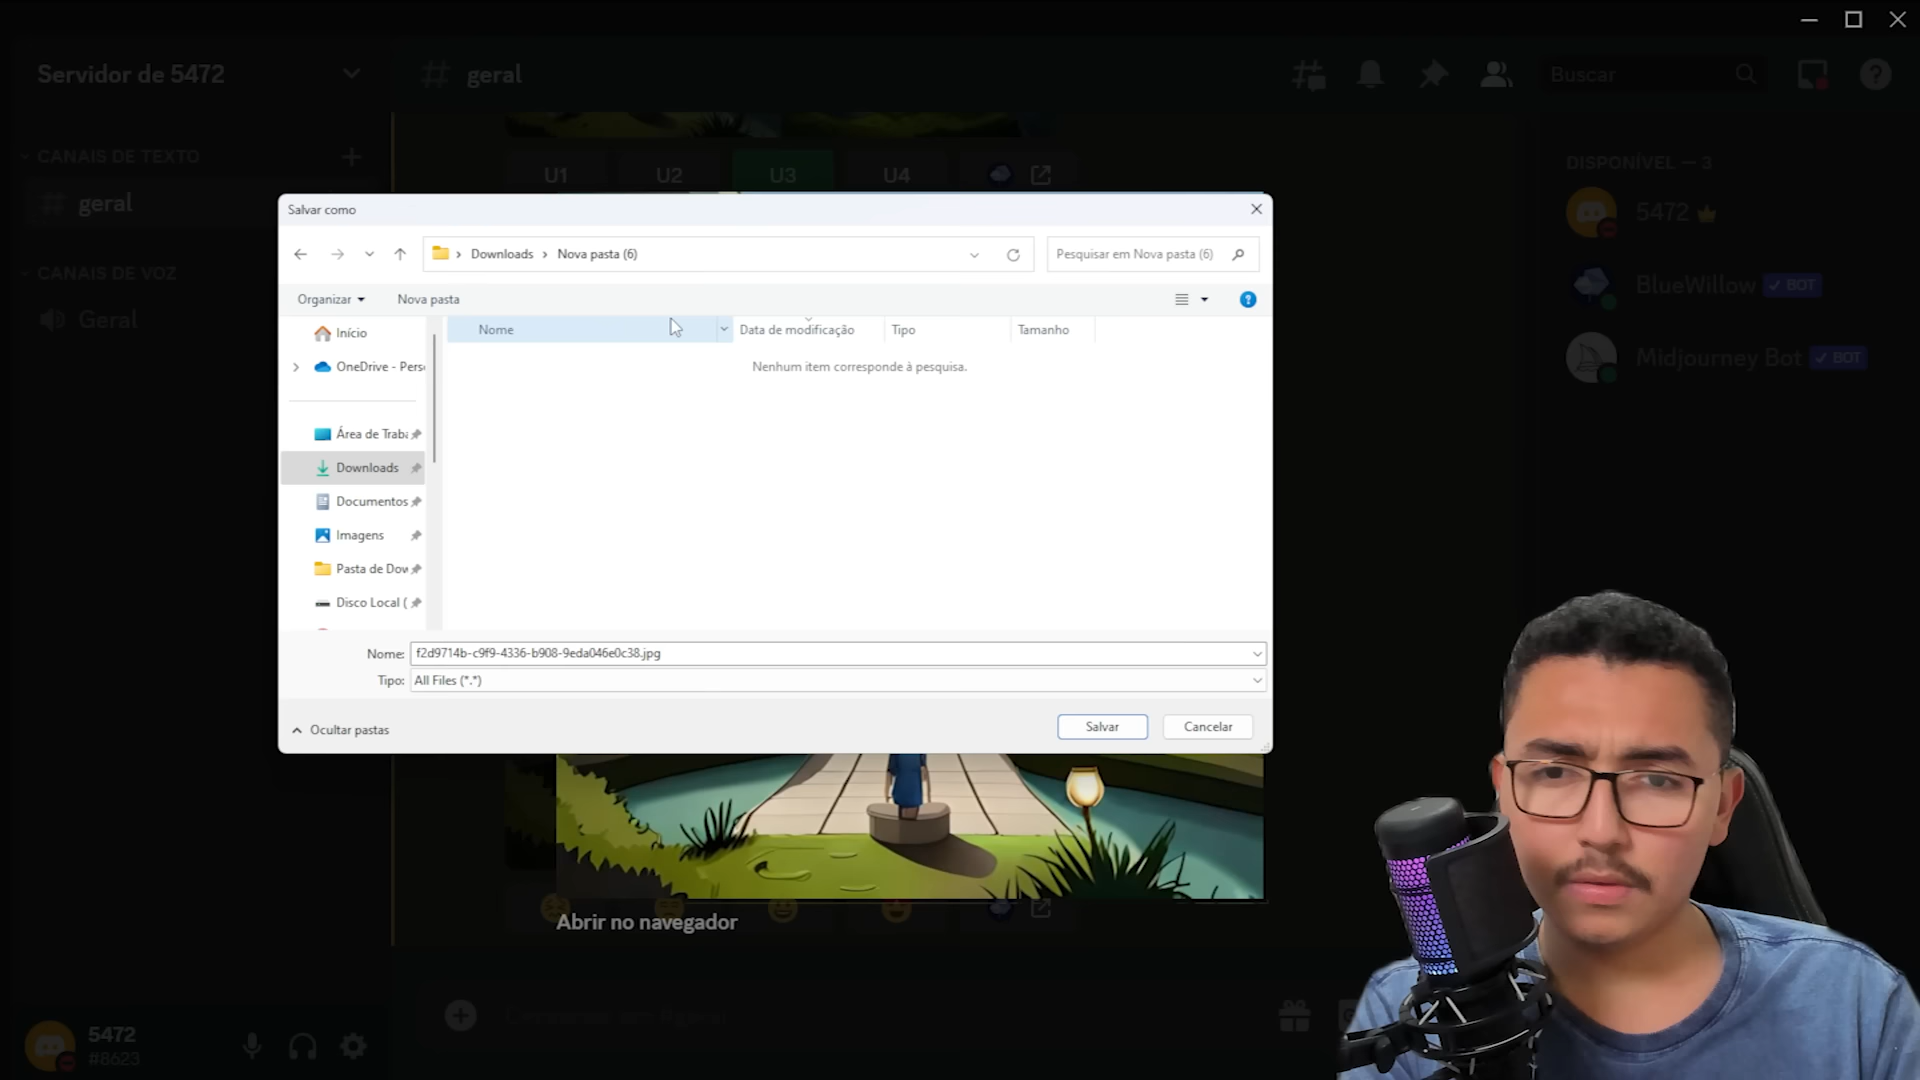 Servidor de 5472
geral
Buscar
CANAIS DE TEXTO
geral
CANAIS DE VOZ
Geral
U1 U2 U3 U4
DISPONÍVEL — 3
5472
BlueWillow BOT
Midjourney Bot BOT
Salvar como
Downloads Nova pasta (6)
Pesquisar em Nova pasta (6)
Organizar Nova pasta
Nome Data de modificação Tipo Tamanho
Nenhum item corresponde à pesquisa.
Início
OneDrive - Pers
Área de Traba
Downloads
Documentos
Imagens
Pasta de Dow
Disco Local (
Nome: f2d9714b-c9f9-4336-b908-9eda046e0c38.jpg
Tipo: All Files (*.*)
Ocultar pastas
Salvar Cancelar
Abrir no navegador
5472
#8623